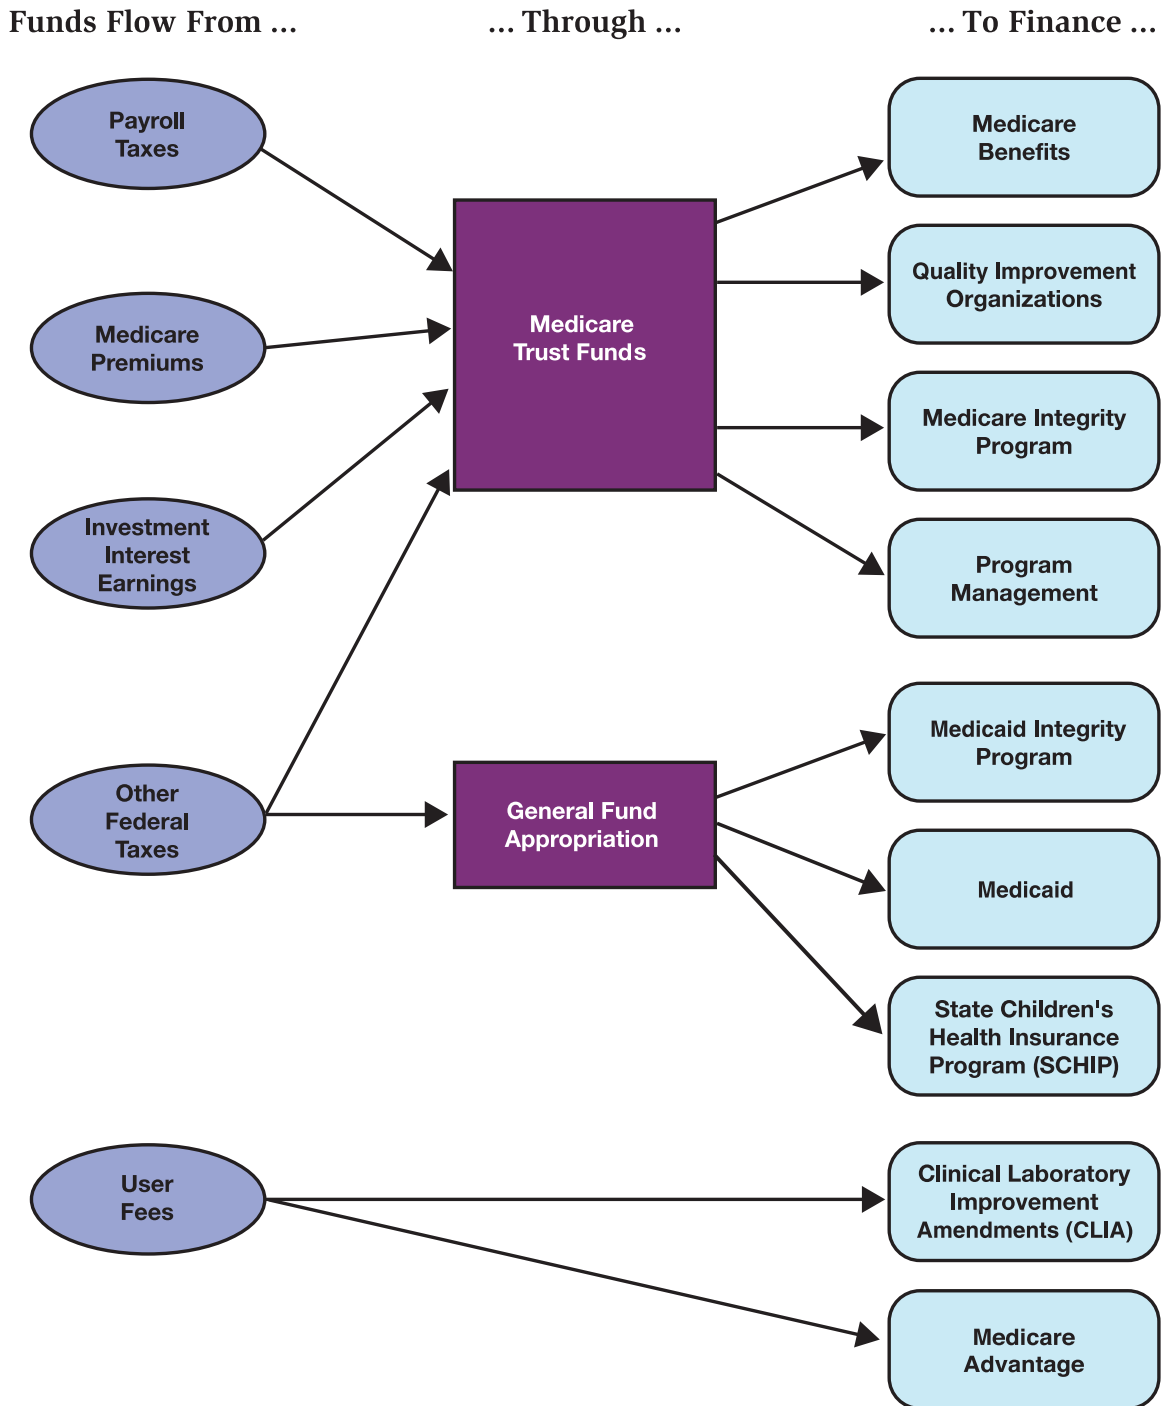 Funds Flow From ...
... Through ...
... To Finance ...
Payroll
Taxes
Medicare
Premiums
Investment
Interest
Earnings
Other
Federal
Taxes
User
Fees
Medicare
Trust Funds
General Fund
Appropriation
Medicare
Benefits
Quality Improvement
Organizations
Medicare Integrity
Program
Program
Management
Medicaid Integrity
Program
Medicaid
State Children's
Health Insurance
Program (SCHIP)
Clinical Laboratory
Improvement
Amendments (CLIA)
Medicare
Advantage